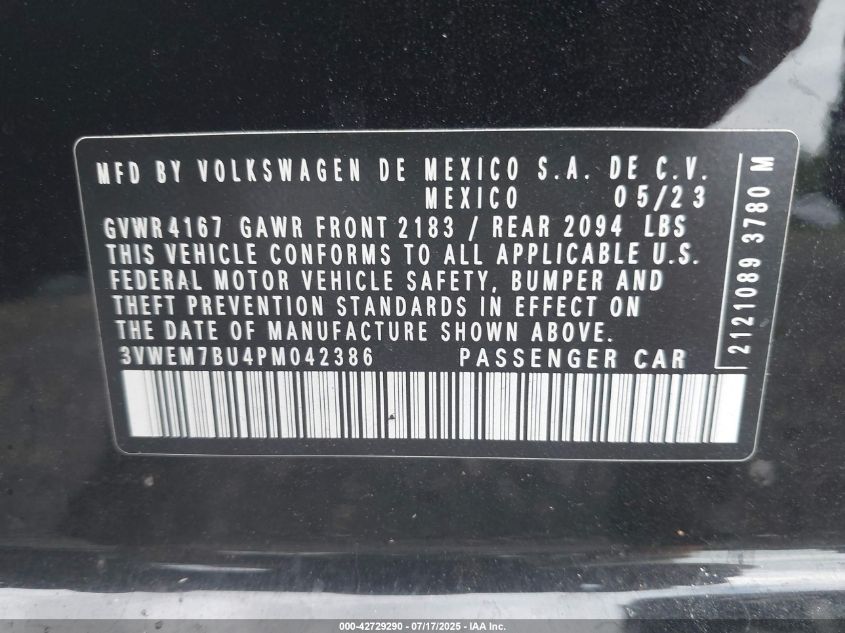 MFD BY VOLKSWAGEN DE MEXICO S.A. DE C.V.
MEXICO 05/23
GVWR 4167 GAWR FRONT 2183 / REAR 2094 LBS
THIS VEHICLE CONFORMS TO ALL APPLICABLE U.S.
FEDERAL MOTOR VEHICLE SAFETY, BUMPER AND
THEFT PREVENTION STANDARDS IN EFFECT ON
THE DATE OF MANUFACTURE SHOWN ABOVE.
3VWEM7BU4PM042386 PASSENGER CAR
2121089 3780 M
000-42729290 - 07/17/2025 - IAA Inc.